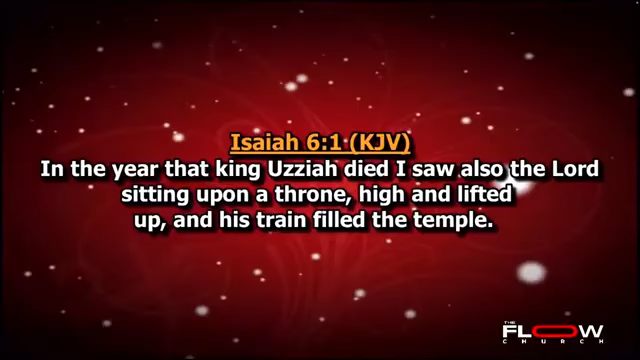 Isaiah 6:1 (KJV)
In the year that king Uzziah died I saw also the Lord
sitting upon a throne, high and lifted
up, and his train filled the temple.
THE
FLOW
CHURCH